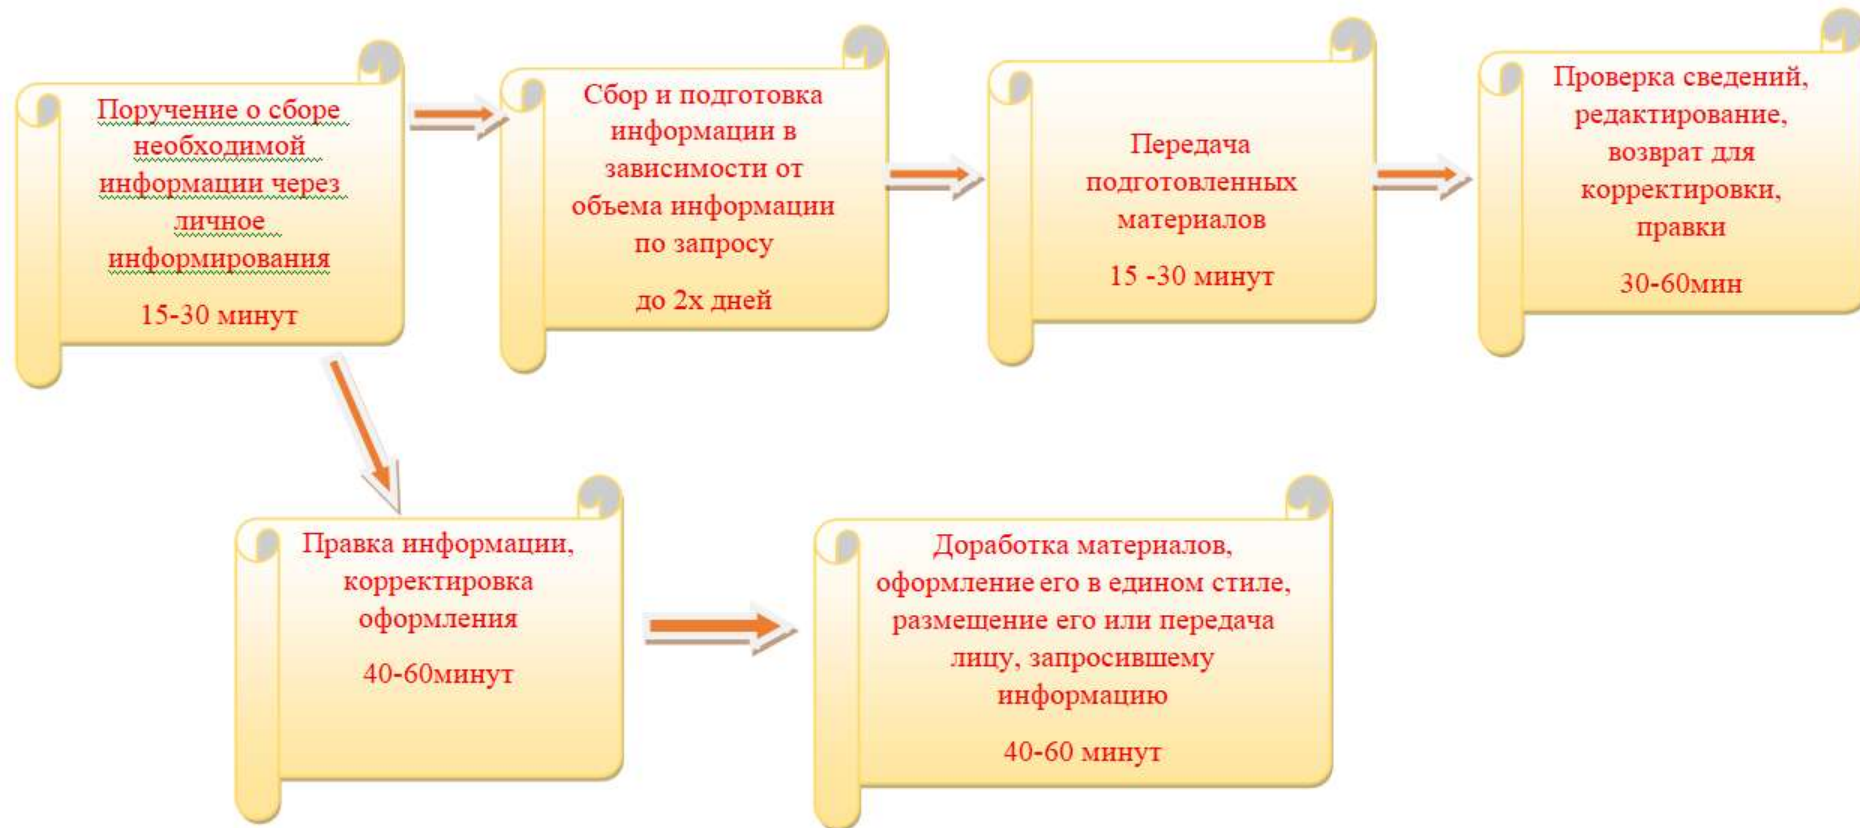 Поручение о сборе
необходимой
информации через
личное
информирования
15-30 минут
Сбор и подготовка
информации в
зависимости от
объема информации
по запросу
до 2х дней
Передача
подготовленных
материалов
15 -30 минут
Проверка сведений,
редактирование,
возврат для
корректировки,
правки
30-60мин
Правка информации,
корректировка
оформления
40-60минут
Доработка материалов,
оформление его в едином стиле,
размещение его или передача
лицу, запросившему
информацию
40-60 минут